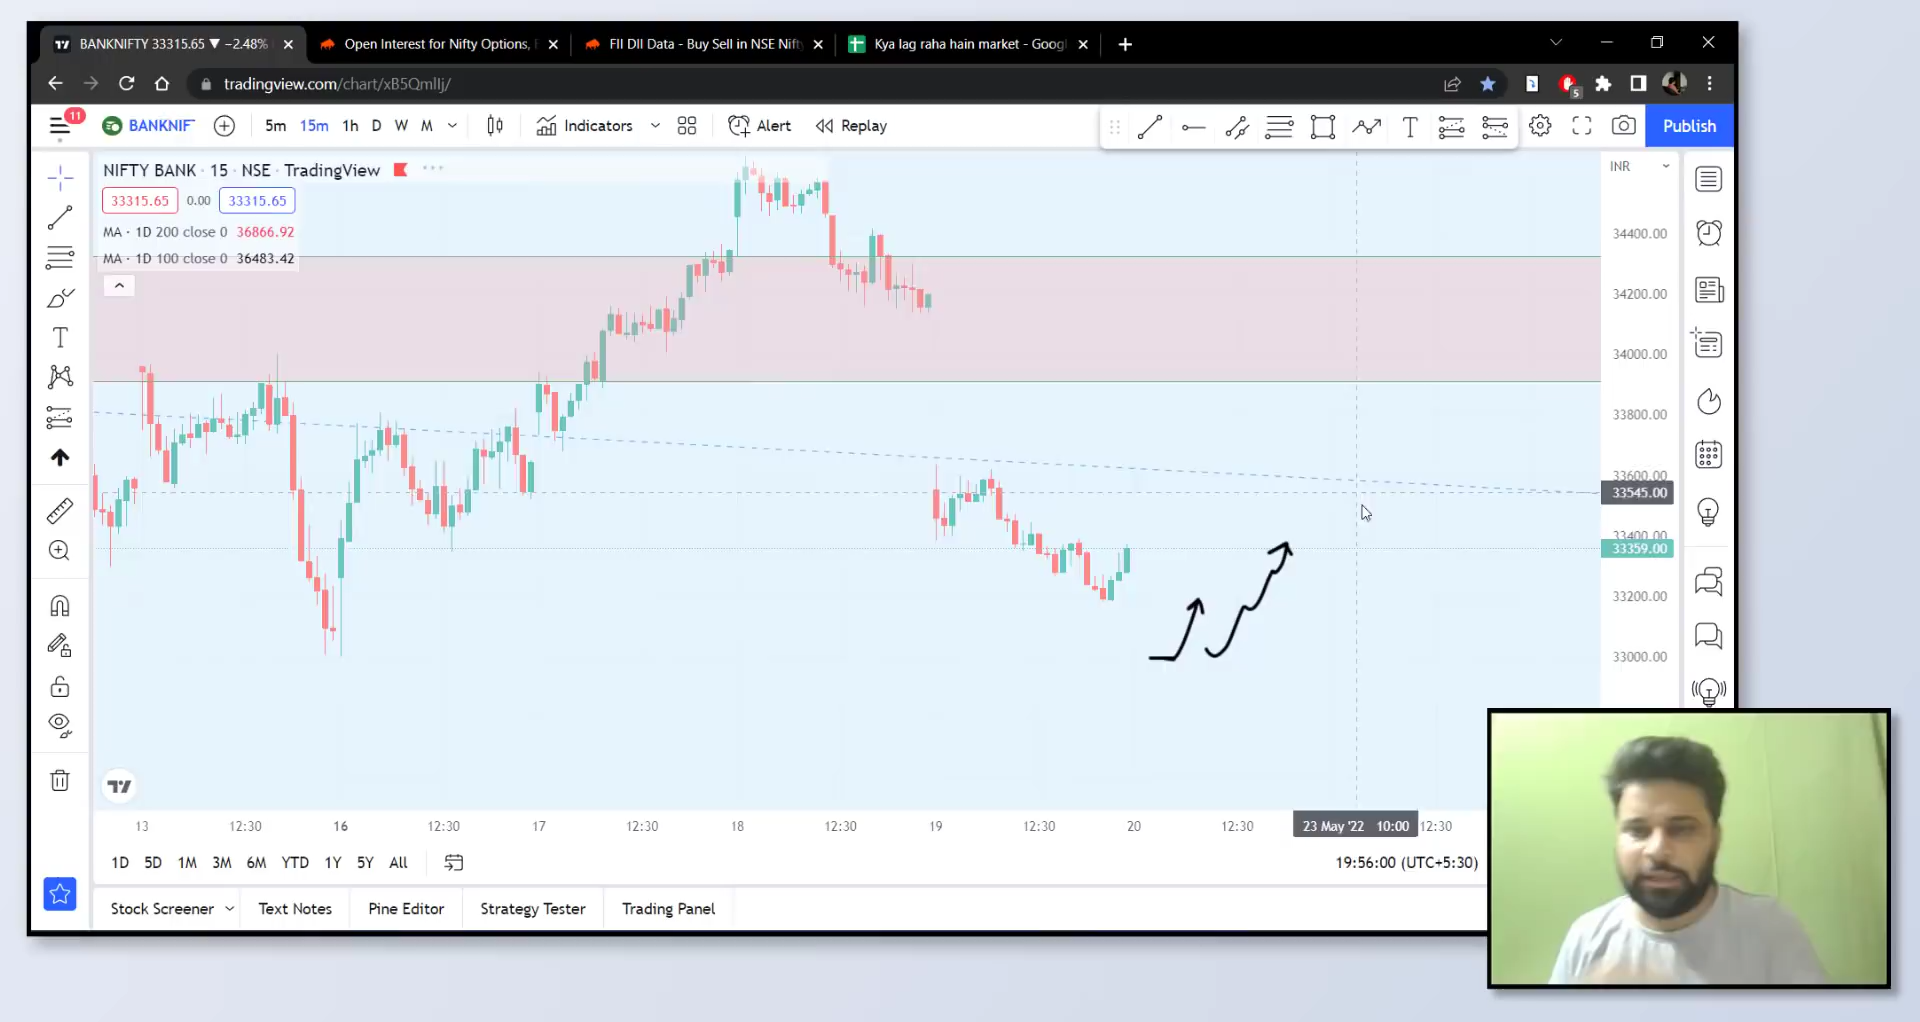 BANKNIFTY 33315.65 ▼ −2.48%
Open Interest for Nifty Options,
FII DII Data - Buy Sell in NSE Nift
Kya lag raha hain market - Goog
tradingview.com/chart/xB5QmlIj/
5
11
BANKNIF
5m 15m 1h D W M
Indicators
Alert
Replay
Publish
NIFTY BANK · 15 · NSE · TradingView
INR
33315.65 0.00 33315.65
MA · 1D 200 close 0 36866.92
MA · 1D 100 close 0 36483.42
34400.00
34200.00
34000.00
33800.00
33600.00
33545.00
33400.00
33359.00
33200.00
33000.00
13 12:30 16 12:30 17 12:30 18 12:30 19 12:30 20 12:30 23 May '22 10:00 12:30
1D 5D 1M 3M 6M YTD 1Y 5Y All
19:56:00 (UTC+5:30)
Stock Screener Text Notes Pine Editor Strategy Tester Trading Panel